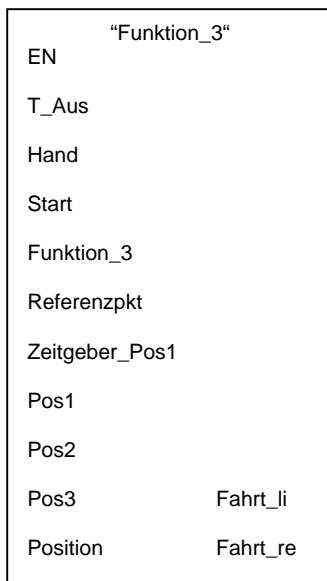 “Funktion_3“
EN
T_Aus
Hand
Start
Funktion_3
Referenzpkt
Zeitgeber_Pos1
Pos1
Pos2
Pos3 Fahrt_li
Position Fahrt_re